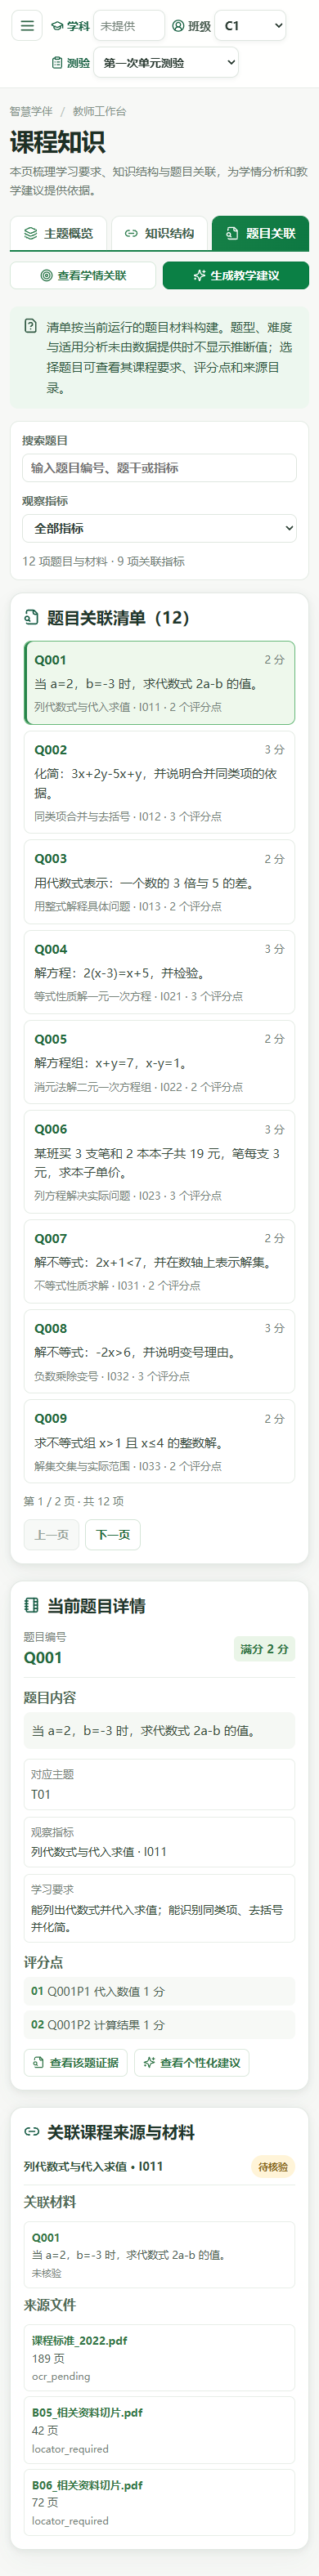 学科 未提供 班级 C1
测验 第一次单元测验
智慧学伴 / 教师工作台
课程知识
本页梳理学习要求、知识结构与题目关联，为学情分析和教
学建议提供依据。
主题概览 知识结构 题目关联
查看学情关联 生成教学建议
清单按当前运行的题目材料构建。题型、难度
与适用分析未由数据提供时不显示推断值；选
择题目可查看其课程要求、评分点和来源目
录。
搜索题目
输入题目编号、题干或指标
观察指标
全部指标
12 项题目与材料 · 9 项关联指标
题目关联清单（12）
Q001 2 分
当 a=2，b=-3 时，求代数式 2a-b 的值。
列代数式与代入求值 · I011 · 2 个评分点
Q002 3 分
化简：3x+2y-5x+y，并说明合并同类项的依
据。
同类项合并与去括号 · I012 · 3 个评分点
Q003 2 分
用代数式表示：一个数的 3 倍与 5 的差。
用整式解释具体问题 · I013 · 2 个评分点
Q004 3 分
解方程：2(x-3)=x+5，并检验。
等式性质解一元一次方程 · I021 · 3 个评分点
Q005 2 分
解方程组：x+y=7，x-y=1。
消元法解二元一次方程组 · I022 · 2 个评分点
Q006 3 分
某班买 3 支笔和 2 本本子共 19 元，笔每支 3
元，求本子单价。
列方程解决实际问题 · I023 · 3 个评分点
Q007 2 分
解不等式：2x+1<7，并在数轴上表示解集。
不等式性质求解 · I031 · 2 个评分点
Q008 3 分
解不等式：-2x>6，并说明变号理由。
负数乘除变号 · I032 · 3 个评分点
Q009 2 分
求不等式组 x>1 且 x≤4 的整数解。
解集交集与实际范围 · I033 · 2 个评分点
第 1 / 2 页 · 共 12 项
上一页 下一页
当前题目详情
题目编号
Q001 满分 2 分
题目内容
当 a=2，b=-3 时，求代数式 2a-b 的值。
对应主题
T01
观察指标
列代数式与代入求值 · I011
学习要求
能列出代数式并代入求值；能识别同类项、去括号
并化简。
评分点
01 Q001P1 代入数值 1 分
02 Q001P2 计算结果 1 分
查看该题证据 查看个性化建议
关联课程来源与材料
列代数式与代入求值 • I011 待核验
关联材料
Q001
当 a=2，b=-3 时，求代数式 2a-b 的值。
未核验
来源文件
课程标准_2022.pdf
189 页
ocr_pending
B05_相关资料切片.pdf
42 页
locator_required
B06_相关资料切片.pdf
72 页
locator_required